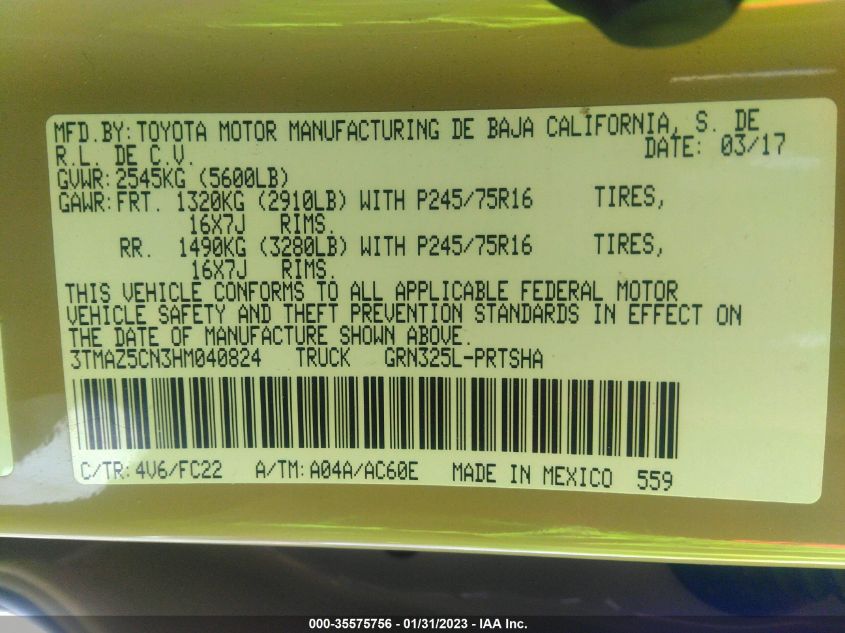 MFD.BY: TOYOTA MOTOR MANUFACTURING DE BAJA CALIFORNIA, S. DE
R.L. DE C.V. DATE: 03/17
GVWR: 2545KG (5600LB)
GAWR: FRT. 1320KG (2910LB) WITH P245/75R16 TIRES,
16X7J RIMS.
RR. 1490KG (3280LB) WITH P245/75R16 TIRES,
16X7J RIMS.
THIS VEHICLE CONFORMS TO ALL APPLICABLE FEDERAL MOTOR
VEHICLE SAFETY AND THEFT PREVENTION STANDARDS IN EFFECT ON
THE DATE OF MANUFACTURE SHOWN ABOVE.
3TMAZ5CN3HM040824 TRUCK GRN325L-PRTSHA
C/TR: 4V6/FC22 A/TM: A04A/AC60E MADE IN MEXICO 559
000-35575756 - 01/31/2023 - IAA Inc.